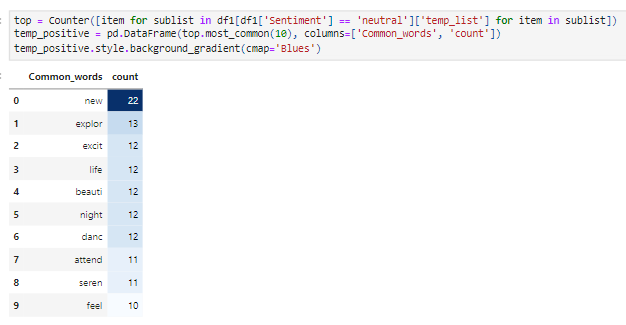 top = Counter([item for sublist in df1[df1['Sentiment'] == 'neutral']['temp_list'] for item in sublist])
temp_positive = pd.DataFrame(top.most_common(10), columns=['Common_words', 'count'])
temp_positive.style.background_gradient(cmap='Blues')
Common_words count
0 new 22
1 explor 13
2 excit 12
3 life 12
4 beauti 12
5 night 12
6 danc 12
7 attend 11
8 seren 11
9 feel 10